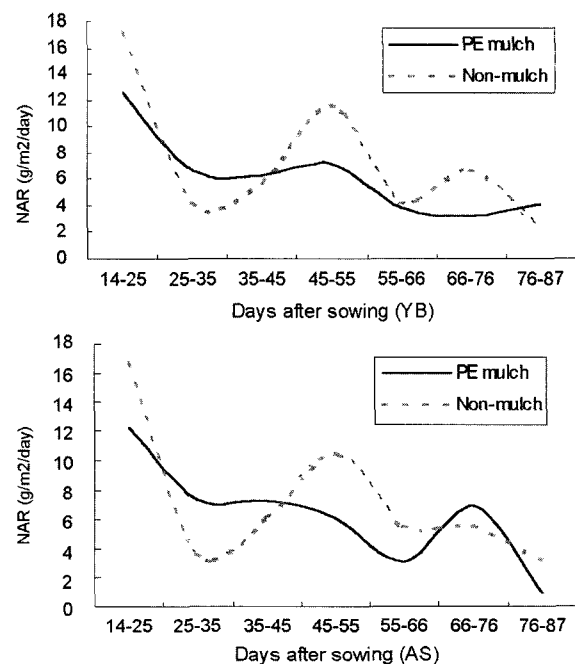 18
16
14
12
10
8
6
4
2
0
NAR (g/m2/day)
PE mulch
Non-mulch
14-25 25-35 35-45 45-55 55-66 66-76 76-87
Days after sowing (YB)
18
16
14
12
10
8
6
4
2
0
NAR (g/m2/day)
PE mulch
Non-mulch
14-25 25-35 35-45 45-55 55-66 66-76 76-87
Days after sowing (AS)